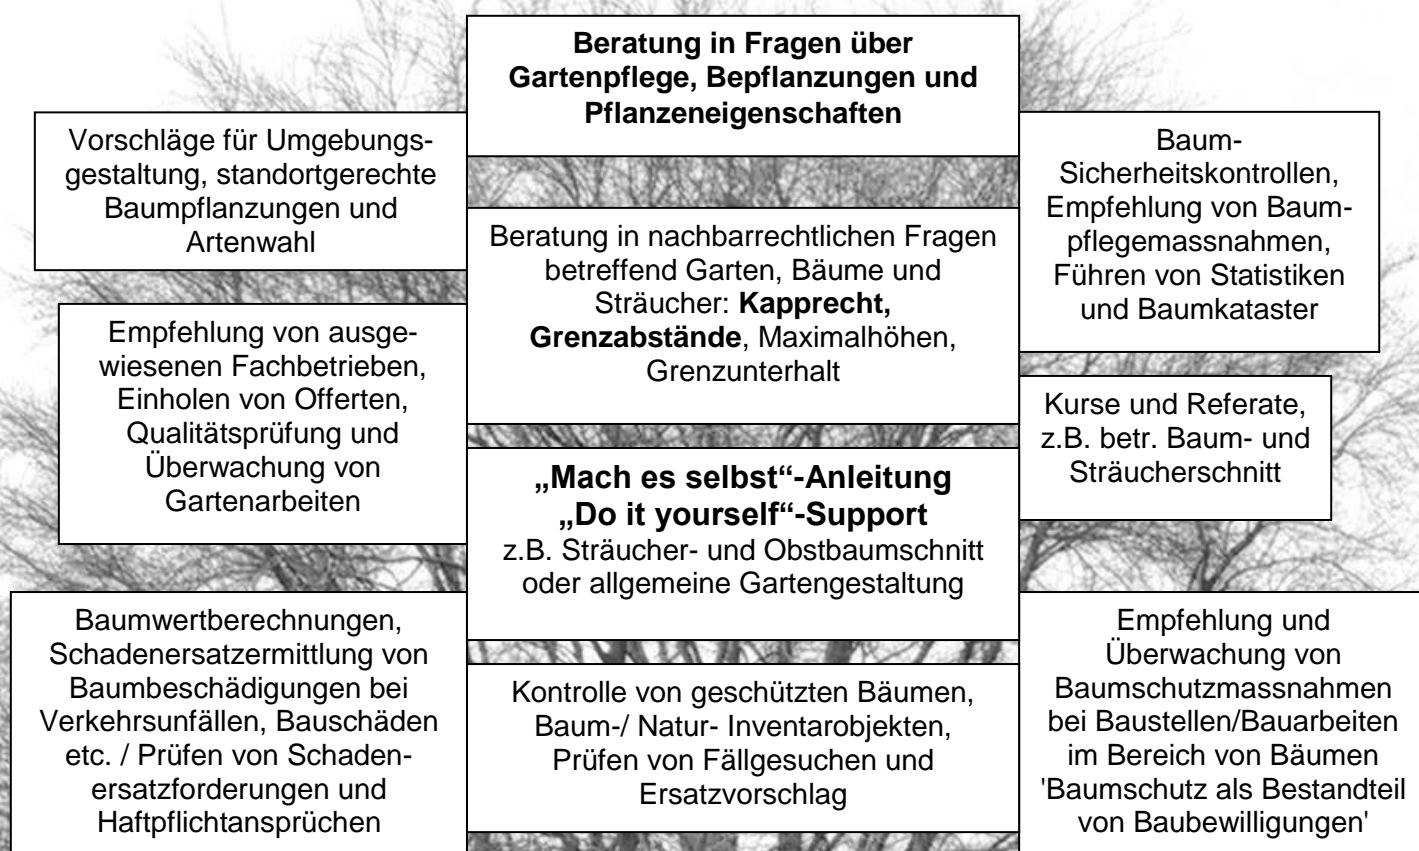 Beratung in Fragen über
Gartenpflege, Bepflanzungen und
Pflanzeneigenschaften
Vorschläge für Umgebungs-
gestaltung, standortgerechte
Baumpflanzungen und
Artenwahl
Baum-
Sicherheitskontrollen,
Empfehlung von Baum-
pflegemassnahmen,
Führen von Statistiken
und Baumkataster
Beratung in nachbarrechtlichen Fragen
betreffend Garten, Bäume und
Sträucher: Kapprecht,
Grenzabstände, Maximalhöhen,
Grenzunterhalt
Empfehlung von ausge-
wiesenen Fachbetrieben,
Einholen von Offerten,
Qualitätsprüfung und
Überwachung von
Gartenarbeiten
Kurse und Referate,
z.B. betr. Baum- und
Sträucherschnitt
„Mach es selbst“-Anleitung
„Do it yourself“-Support
z.B. Sträucher- und Obstbaumschnitt
oder allgemeine Gartengestaltung
Baumwertberechnungen,
Schadenersatzermittlung von
Baumbeschädigungen bei
Verkehrsunfällen, Bauschäden
etc. / Prüfen von Schaden-
ersatzforderungen und
Haftpflichtansprüchen
Kontrolle von geschützten Bäumen,
Baum-/ Natur- Inventarobjekten,
Prüfen von Fällgesuchen und
Ersatzvorschlag
Empfehlung und
Überwachung von
Baumschutzmassnahmen
bei Baustellen/Bauarbeiten
im Bereich von Bäumen
'Baumschutz als Bestandteil
von Baubewilligungen'